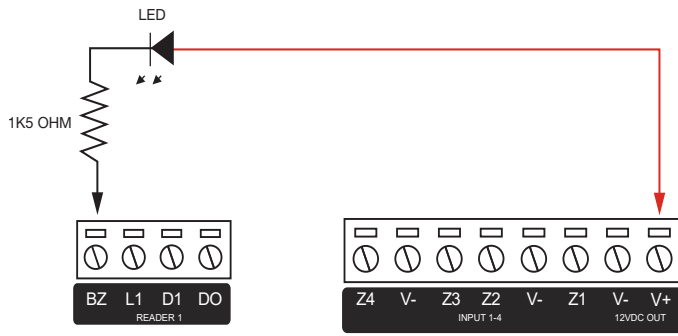 LED
1K5 OHM
BZ L1 D1 DO
READER 1
Z4 V- Z3 Z2 V- Z1 V- V+
INPUT 1-4 12VDC OUT